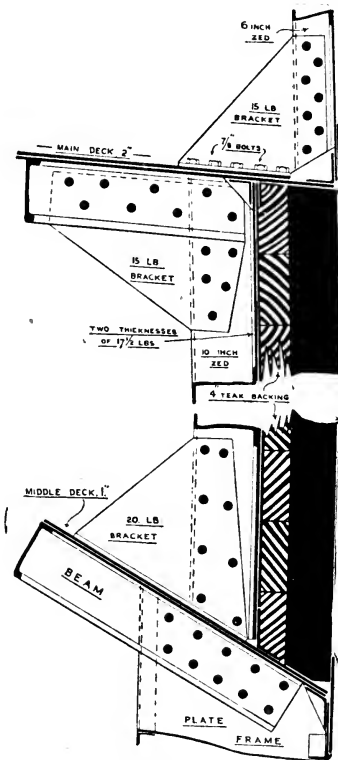 6 INCH
ZED
15 LB
BRACKET
7/8" BOLTS
MAIN DECK, 2"
15 LB
BRACKET
TWO THICKNESSES
OF 17½ LBS
10 INCH
ZED
4" TEAK BACKING
MIDDLE DECK, 1"
20 LB
BRACKET
BEAM
PLATE
FRAME